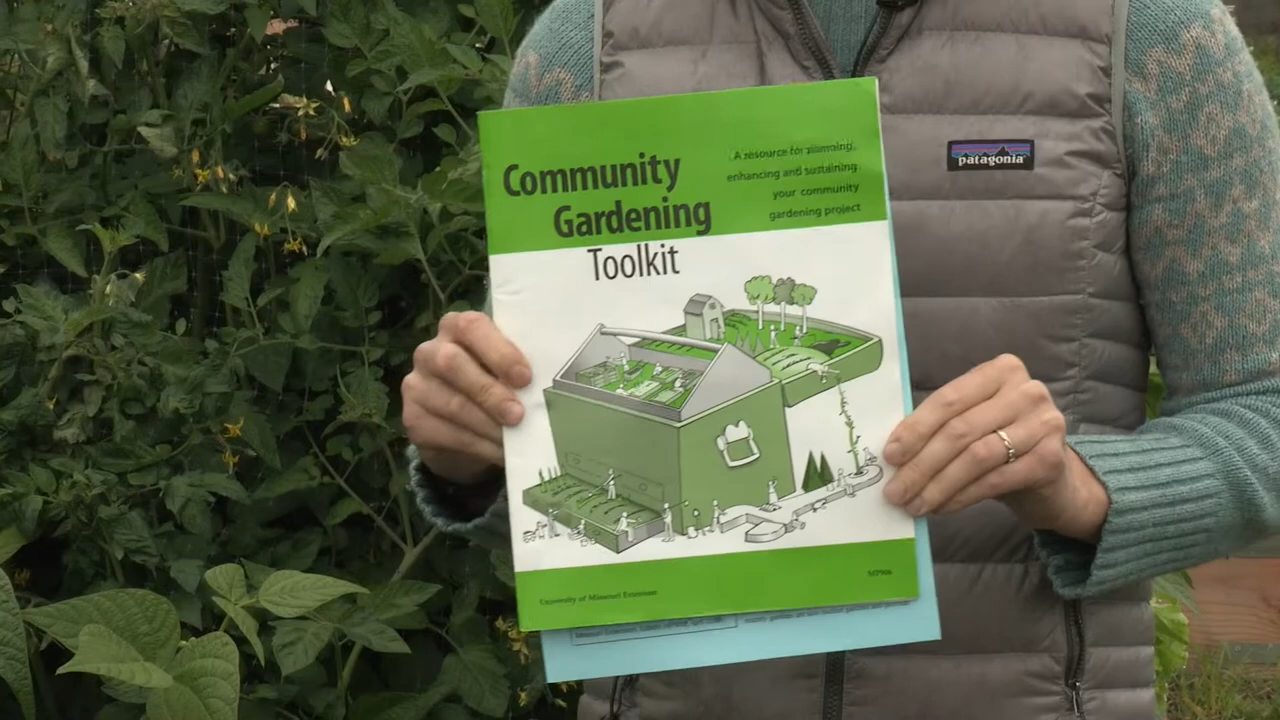 Community
Gardening
Toolkit
A resource for planning,
enhancing and sustaining
your community
gardening project
patagonia
University of Missouri Extension
MP906